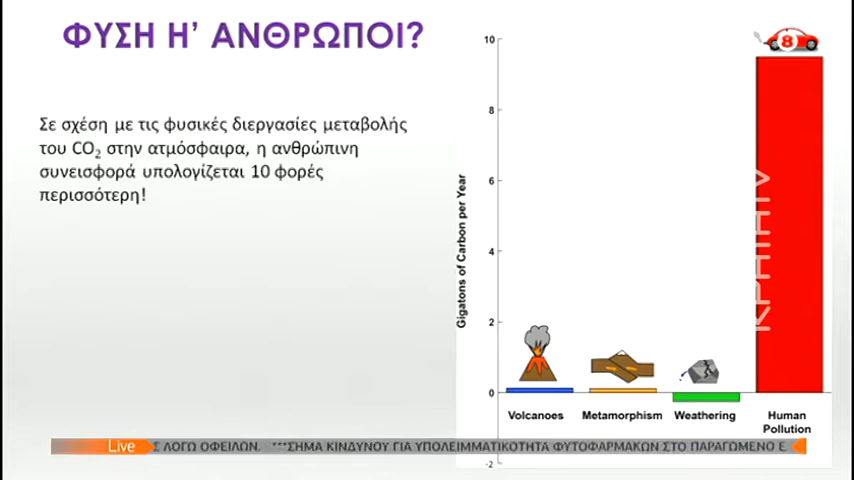 ΦΥΣΗ Η’ ΑΝΘΡΩΠΟΙ?
Σε σχέση με τις φυσικές διεργασίες μεταβολής
του CO₂ στην ατμόσφαιρα, η ανθρώπινη
συνεισφορά υπολογίζεται 10 φορές
περισσότερη!
10
8
6
4
2
0
-2
Gigatons of Carbon per Year
8
Volcanoes
Metamorphism
Weathering
Human
Pollution
ΚΡΗΤΗTV
Live
Σ ΛΟΓΩ ΟΦΕΙΛΩΝ. ***ΣΗΜΑ ΚΙΝΔΥΝΟΥ ΓΙΑ ΥΠΟΛΕΙΜΜΑΤΙΚΟΤΗΤΑ ΦΥΤΟΦΑΡΜΑΚΩΝ ΣΤΟ ΠΑΡΑΓΩΜΕΝΟ Ε